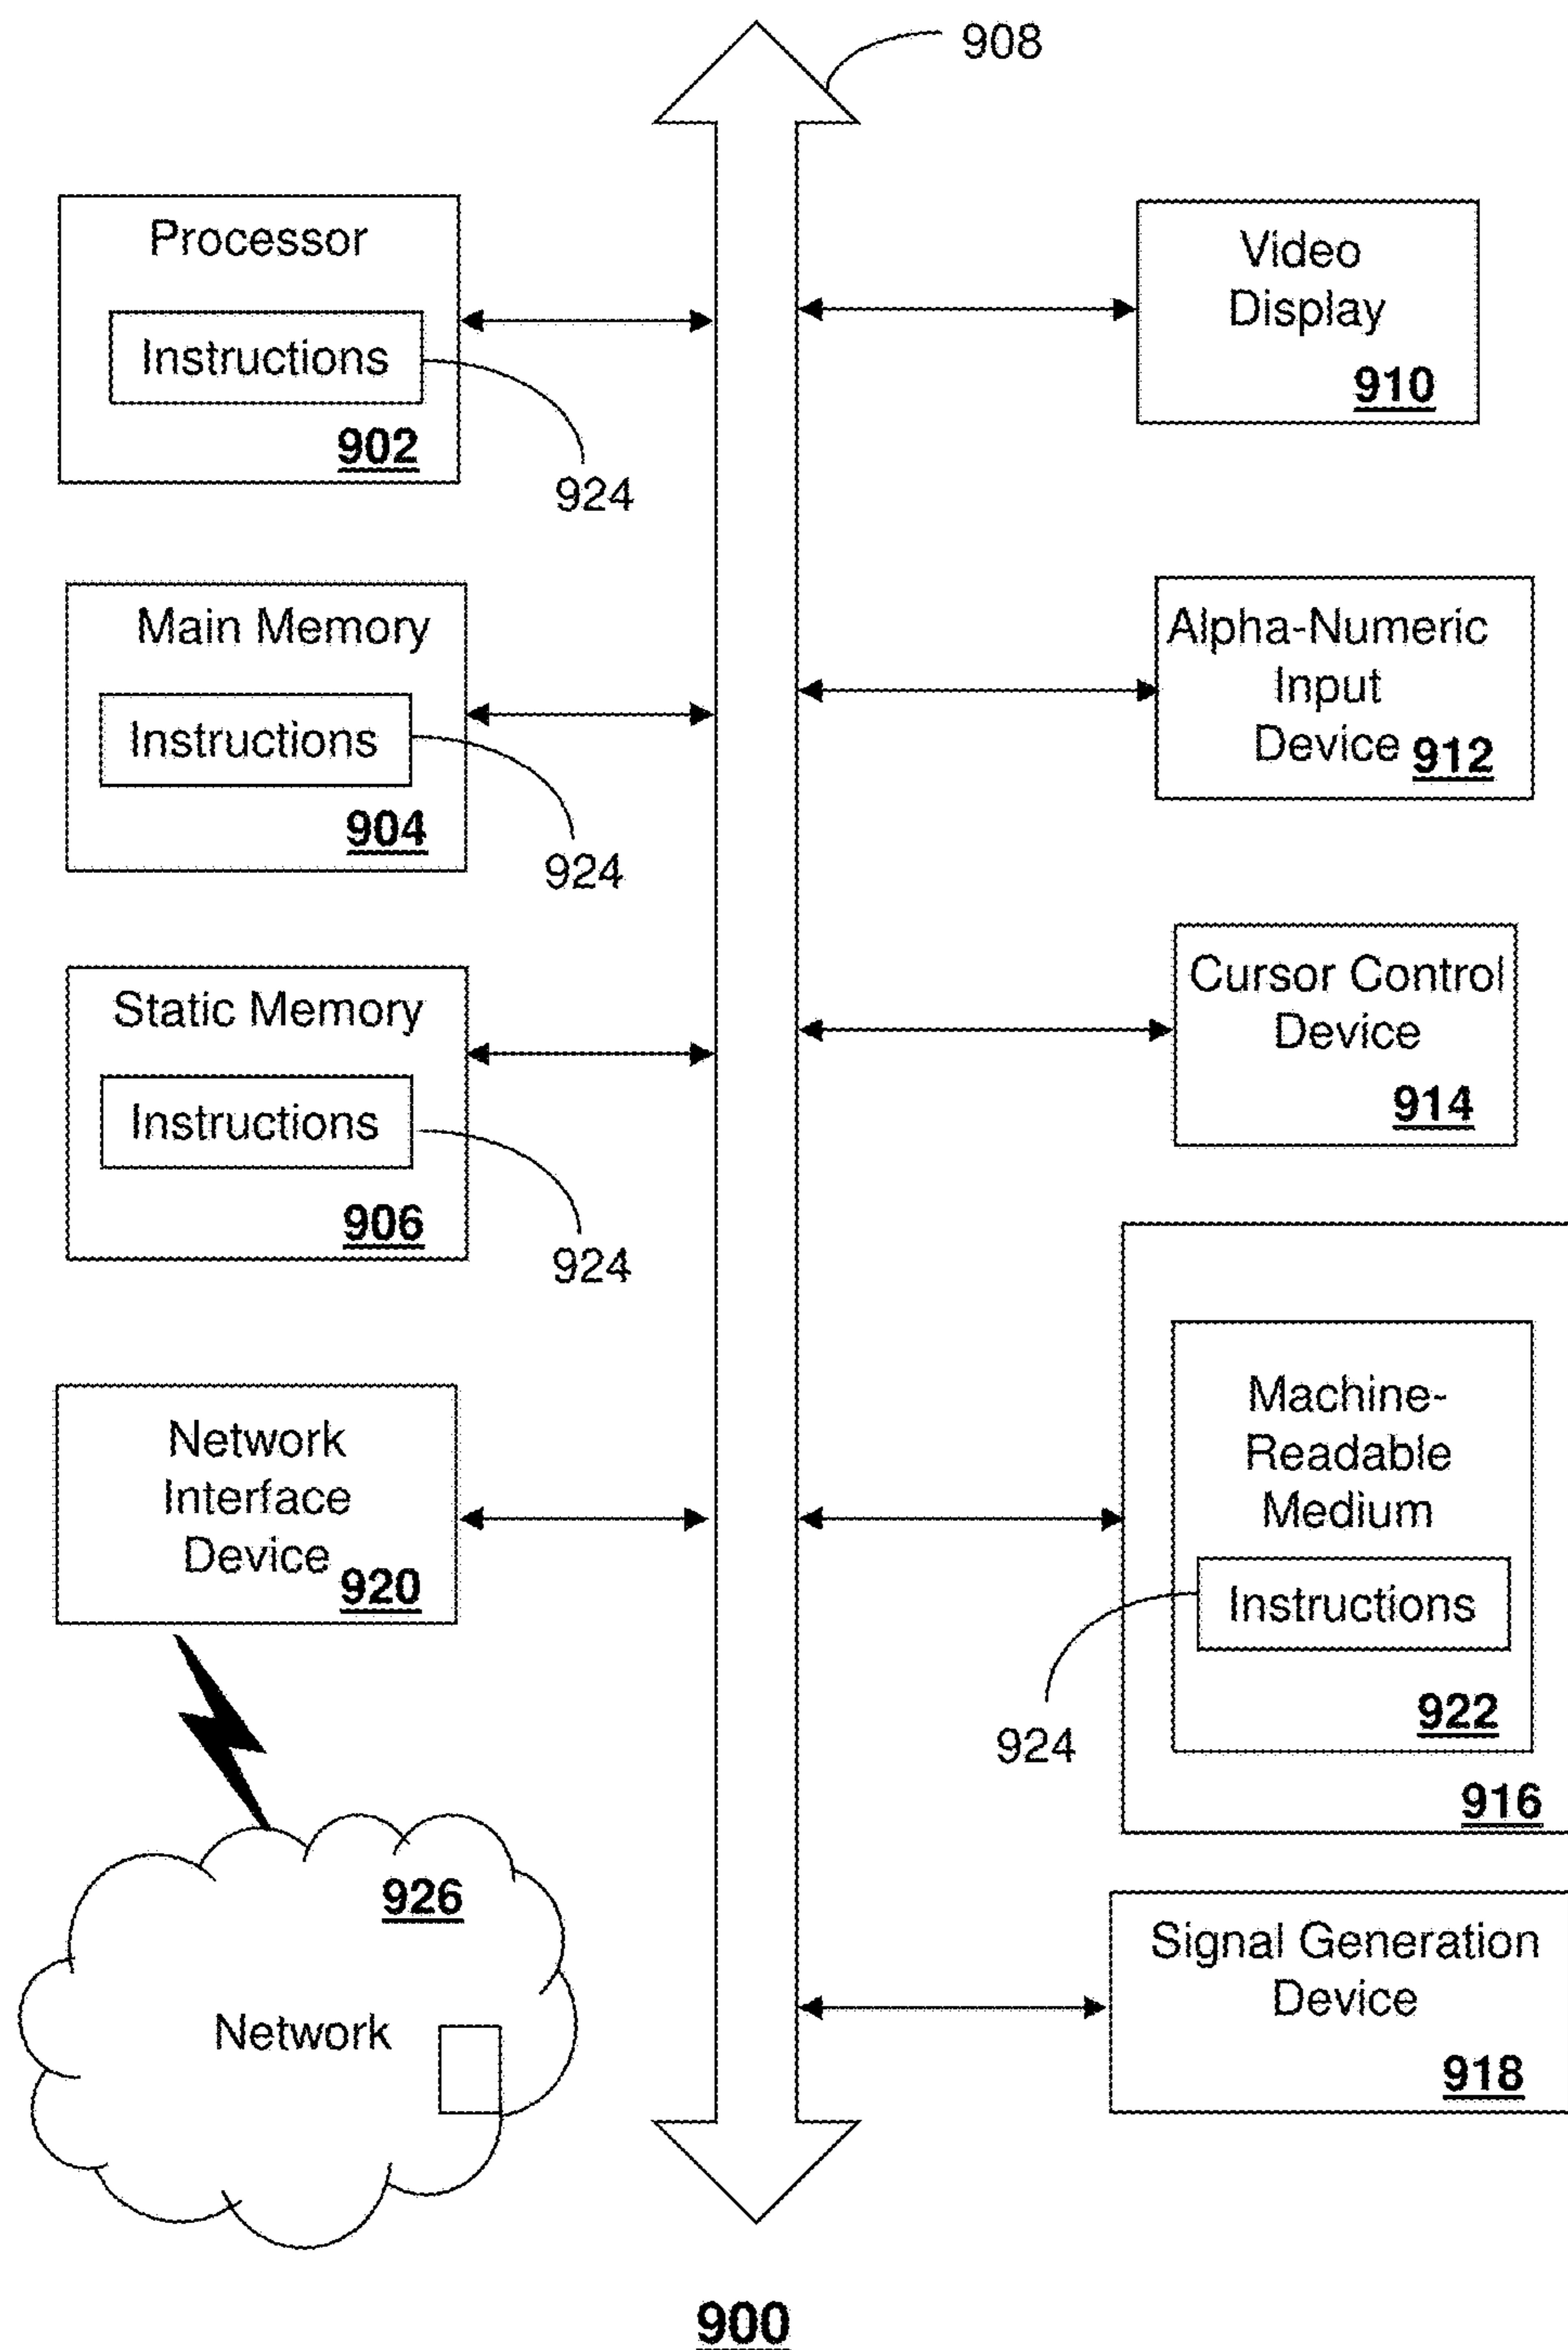 908
Processor
Instructions
902
924
Main Memory
Instructions
904
924
Static Memory
Instructions
906
924
Network
Interface
Device
920
926
Network
Video
Display
910
Alpha-Numeric
Input
Device 912
Cursor Control
Device
914
Machine-
Readable
Medium
Instructions
922
924
916
Signal Generation
Device
918
900